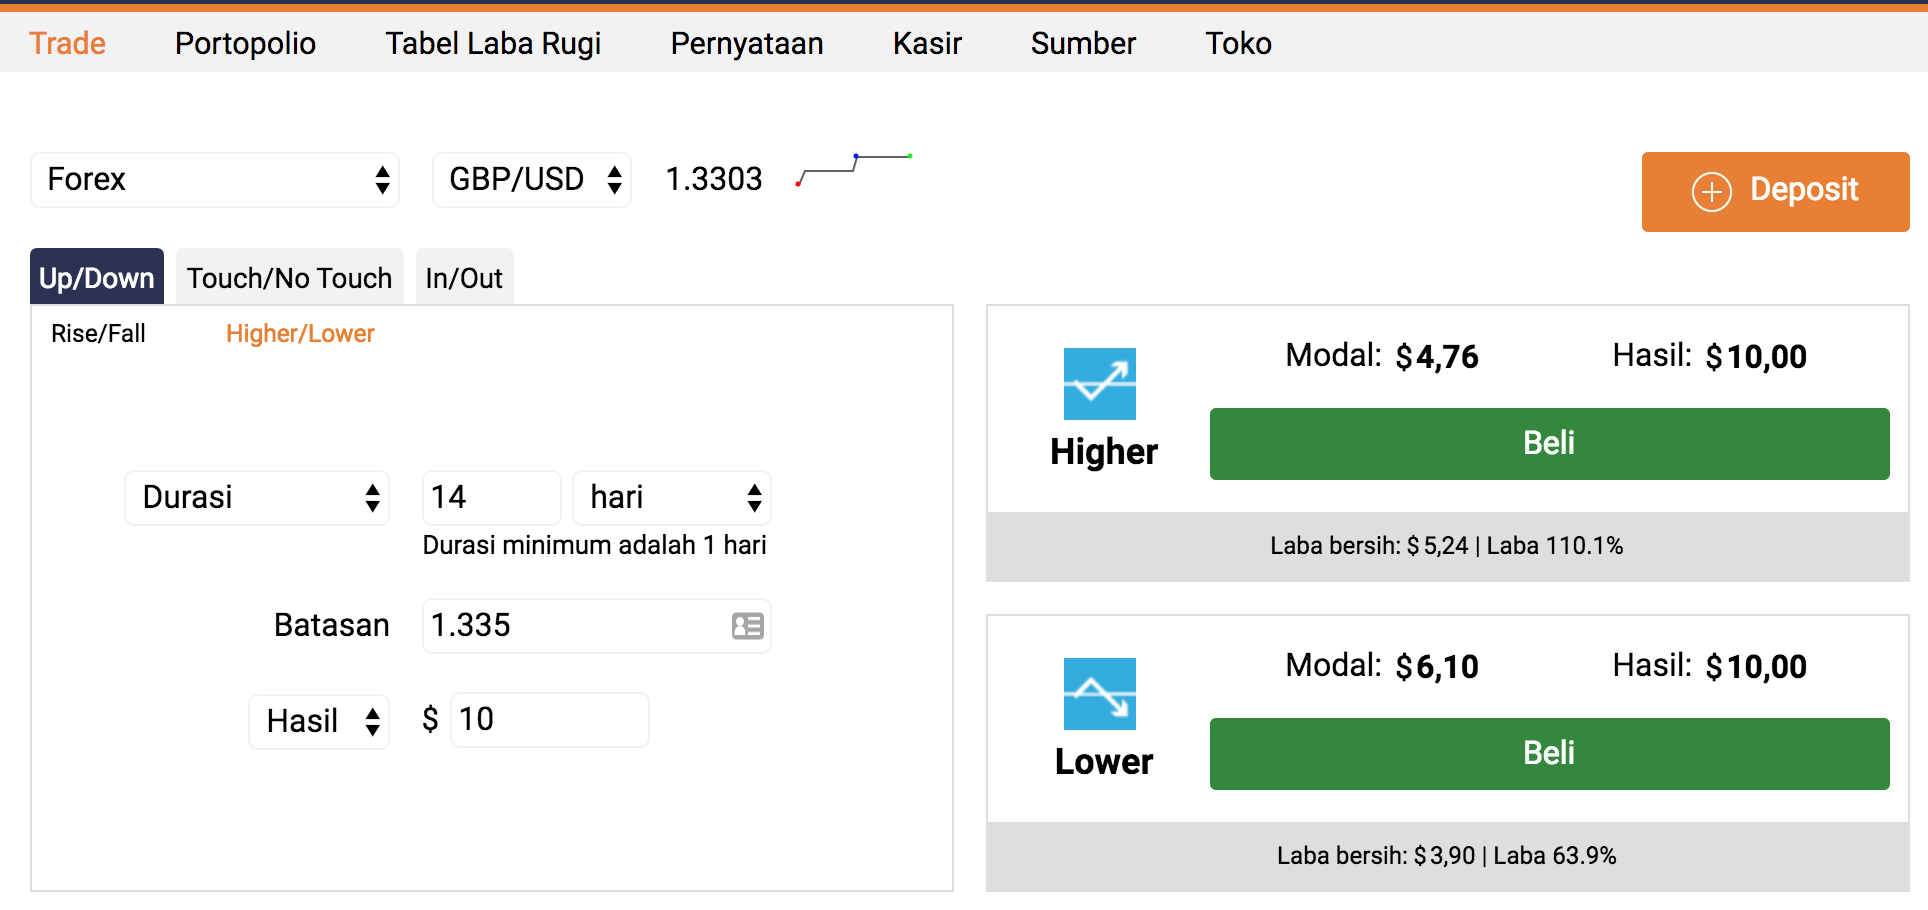 Trade Portopolio Tabel Laba Rugi Pernyataan Kasir Sumber Toko
Forex GBP/USD 1.3303
Deposit
Up/Down Touch/No Touch In/Out
Rise/Fall Higher/Lower
Durasi 14 hari
Durasi minimum adalah 1 hari
Batasan 1.335
Hasil $ 10
Modal: $4,76 Hasil: $10,00
Higher
Beli
Laba bersih: $5,24 | Laba 110.1%
Modal: $6,10 Hasil: $10,00
Lower
Beli
Laba bersih: $3,90 | Laba 63.9%